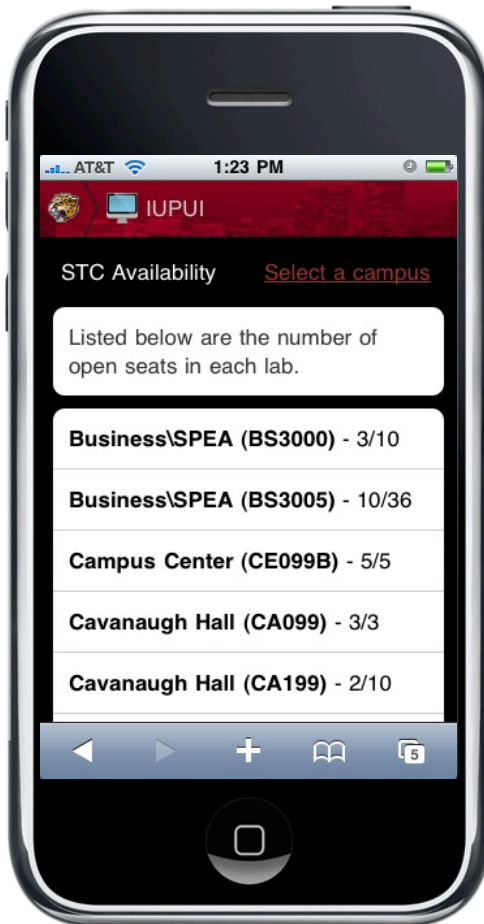 AT&T 1:23 PM
IUPUI
STC Availability Select a campus
Listed below are the number of
open seats in each lab.
Business\SPEA (BS3000) - 3/10
Business\SPEA (BS3005) - 10/36
Campus Center (CE099B) - 5/5
Cavanaugh Hall (CA099) - 3/3
Cavanaugh Hall (CA199) - 2/10
5